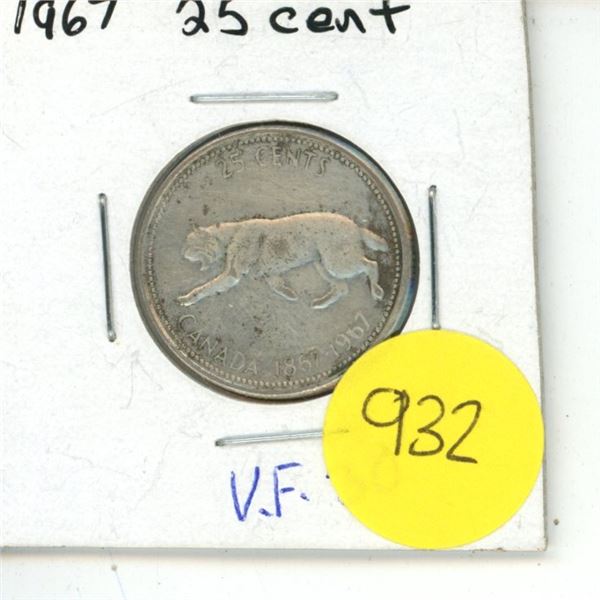 1967 25 cent
25 CENTS
CANADA 1867-1967
932
V.F.